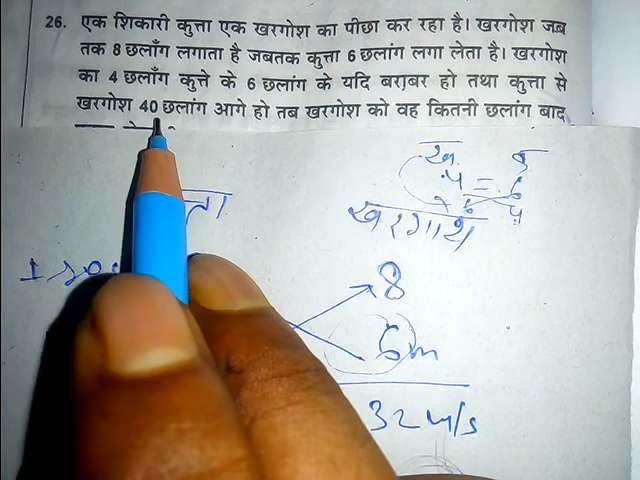 26. एक शिकारी कुत्ता एक खरगोश का पीछा कर रहा है। खरगोश जब
तक 8 छलाँग लगाता है जबतक कुत्ता 6 छलांग लगा लेता है। खरगोश
का 4 छलाँग कुत्ते के 6 छलांग के यदि बराबर हो तथा कुत्ता से
खरगोश 40 छलांग आगे हो तब खरगोश को वह कितनी छलांग बाद
ख.
4 = 6
खरगोश
8
6m
32 m/s